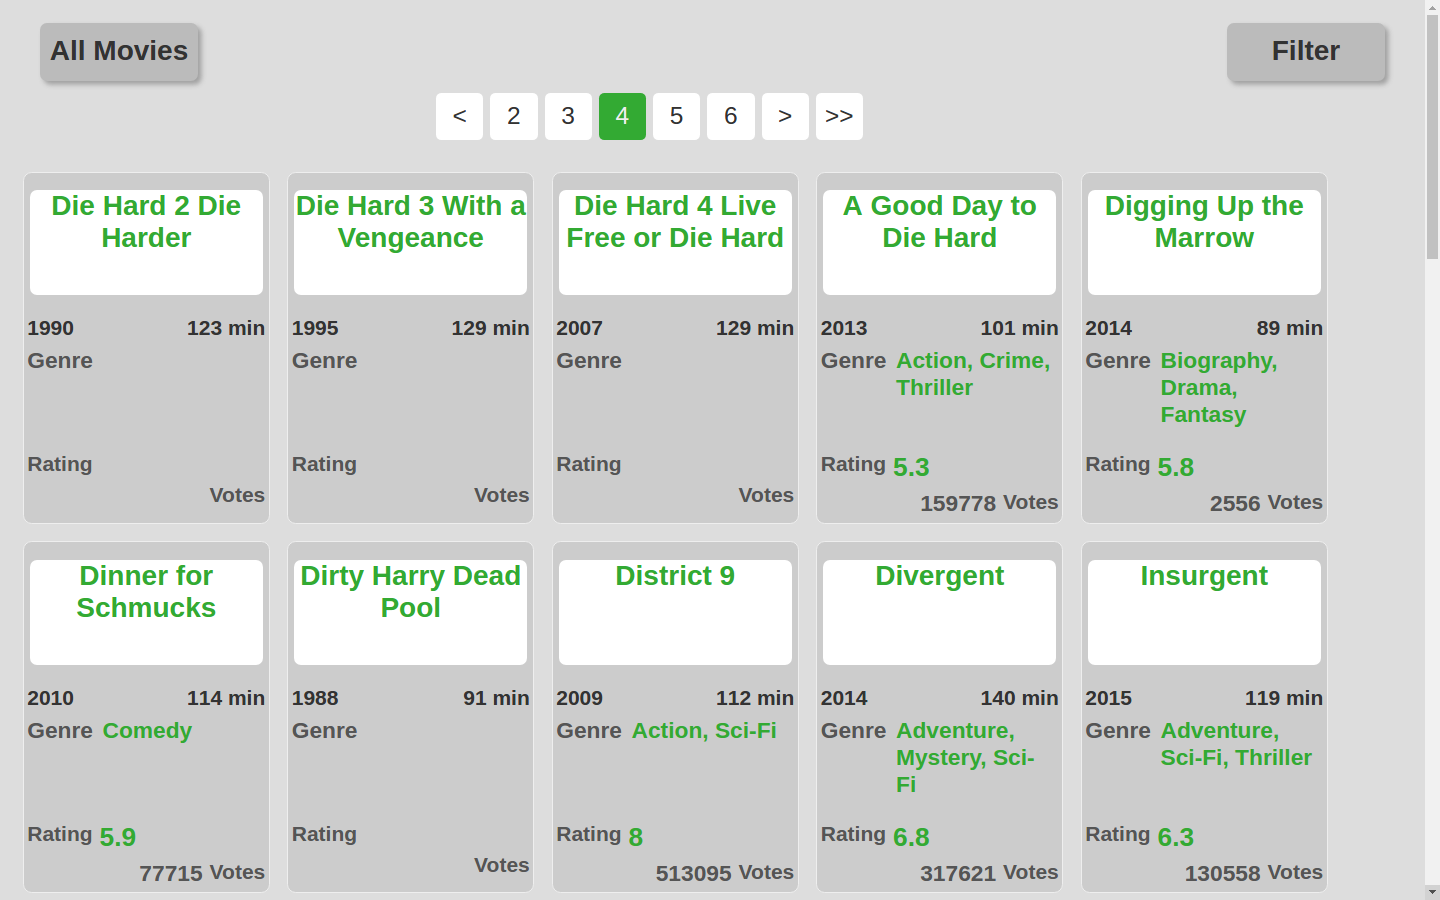 All Movies
Filter
< 2 3 4 5 6 > >>
Die Hard 2 Die
Harder
1990 123 min
Genre
Rating
Votes
Die Hard 3 With a
Vengeance
1995 129 min
Genre
Rating
Votes
Die Hard 4 Live
Free or Die Hard
2007 129 min
Genre
Rating
Votes
A Good Day to
Die Hard
2013 101 min
Genre Action, Crime,
Thriller
Rating 5.3
159778 Votes
Digging Up the
Marrow
2014 89 min
Genre Biography,
Drama,
Fantasy
Rating 5.8
2556 Votes
Dinner for
Schmucks
2010 114 min
Genre Comedy
Rating 5.9
77715 Votes
Dirty Harry Dead
Pool
1988 91 min
Genre
Rating
Votes
District 9
2009 112 min
Genre Action, Sci-Fi
Rating 8
513095 Votes
Divergent
2014 140 min
Genre Adventure,
Mystery, Sci-
Fi
Rating 6.8
317621 Votes
Insurgent
2015 119 min
Genre Adventure,
Sci-Fi, Thriller
Rating 6.3
130558 Votes